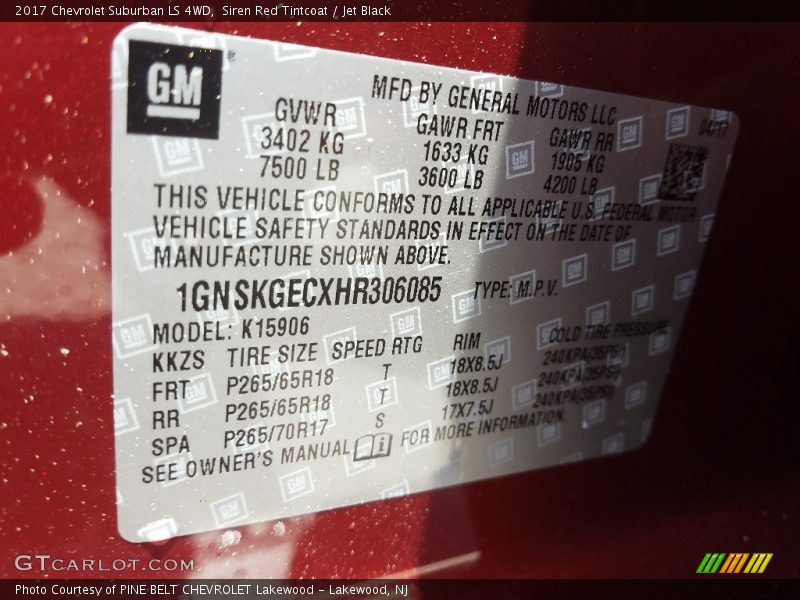 2017 Chevrolet Suburban LS 4WD, Siren Red Tintcoat / Jet Black
GM
MFD BY GENERAL MOTORS LLC
GVWR GAWR FRT GAWR RR 04/17
3402 KG 1633 KG 1905 KG
7500 LB 3600 LB 4200 LB
THIS VEHICLE CONFORMS TO ALL APPLICABLE U.S. FEDERAL MOTOR
VEHICLE SAFETY STANDARDS IN EFFECT ON THE DATE OF
MANUFACTURE SHOWN ABOVE.
1GNSKGECXHR306085 TYPE: M.P.V.
MODEL: K15906
KKZS TIRE SIZE SPEED RTG RIM COLD TIRE PRESSURE
FRT P265/65R18 T 18X8.5J 240KPA(35PSI)
RR P265/65R18 T 18X8.5J 240KPA(35PSI)
SPA P265/70R17 S 17X7.5J 240KPA(35PSI)
SEE OWNER'S MANUAL FOR MORE INFORMATION.
GTCARLOT.COM
Photo Courtesy of PINE BELT CHEVROLET Lakewood - Lakewood, NJ